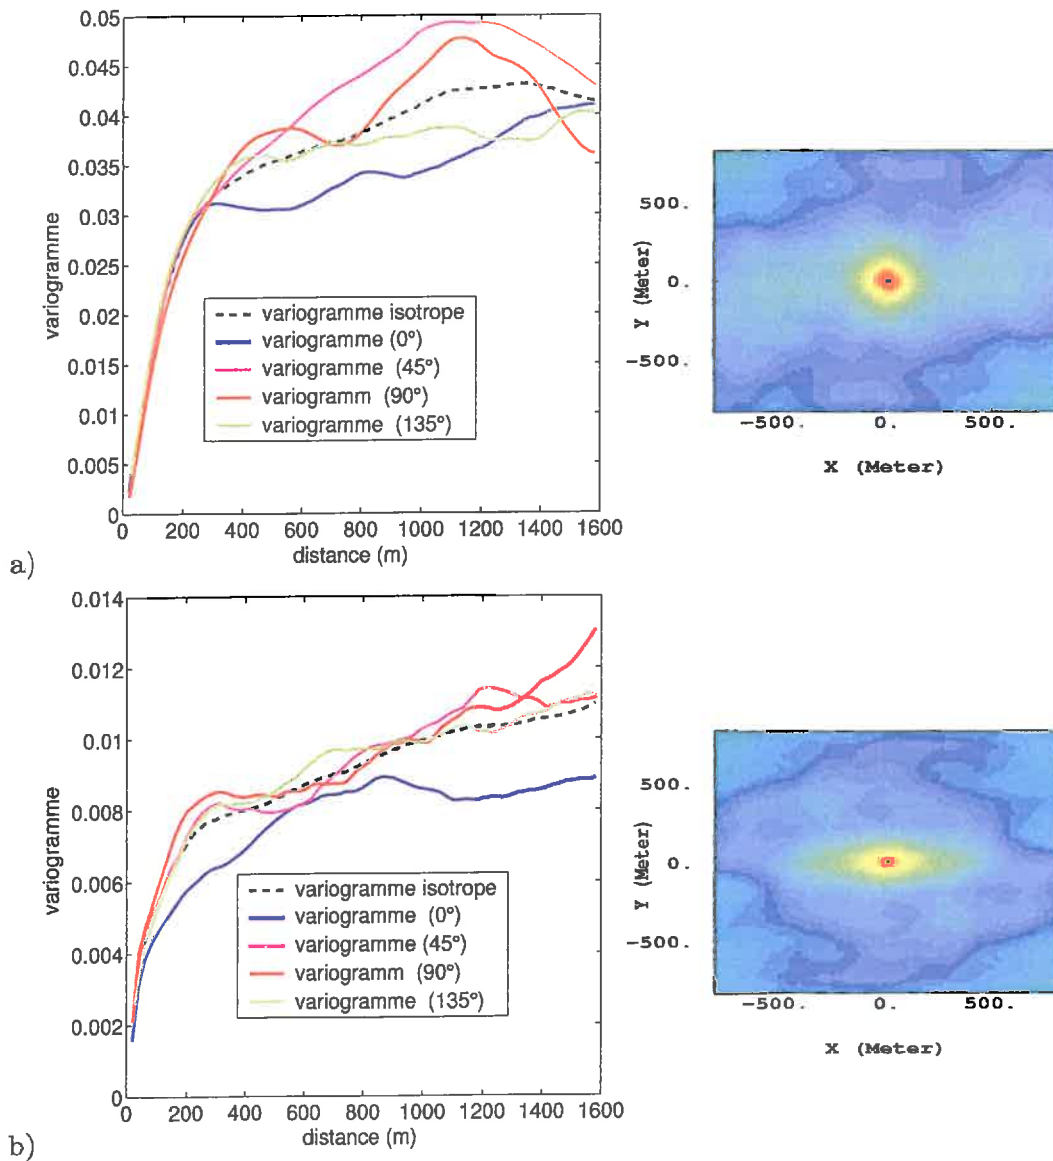 a)
0.05
0.045
0.04
0.035
0.03
0.025
0.02
0.015
0.01
0.005
0
variogramme
variogramme isotrope
variogramme (0°)
variogramme (45°)
variogramm (90°)
variogramme (135°)
0 200 400 600 800 1000 1200 1400 1600
distance (m)
500.
0.
-500.
Y (Meter)
-500. 0. 500.
X (Meter)
b)
0.014
0.012
0.01
0.008
0.006
0.004
0.002
0
variogramme
variogramme isotrope
variogramme (0°)
variogramme (45°)
variogramm (90°)
variogramme (135°)
0 200 400 600 800 1000 1200 1400 1600
distance (m)
500.
0.
-500.
Y (Meter)
-500. 0. 500.
X (Meter)